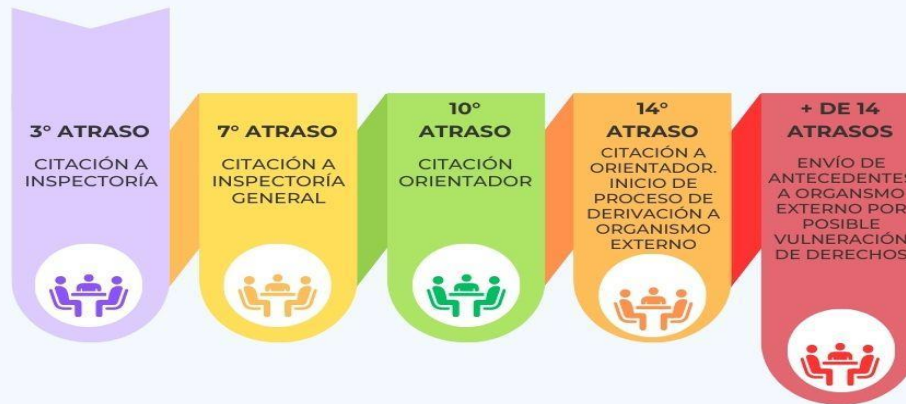 3° ATRASO
CITACIÓN A
INSPECTORÍA
7° ATRASO
CITACIÓN A
INSPECTORÍA
GENERAL
10°
ATRASO
CITACIÓN
ORIENTADOR
14°
ATRASO
CITACIÓN A
ORIENTADOR.
INICIO DE
PROCESO DE
DERIVACIÓN A
ORGANISMO
EXTERNO
+ DE 14
ATRASOS
ENVÍO DE
ANTECEDENTES
A ORGANSMO
EXTERNO POR
POSIBLE
VULNERACIÓN
DE DERECHOS